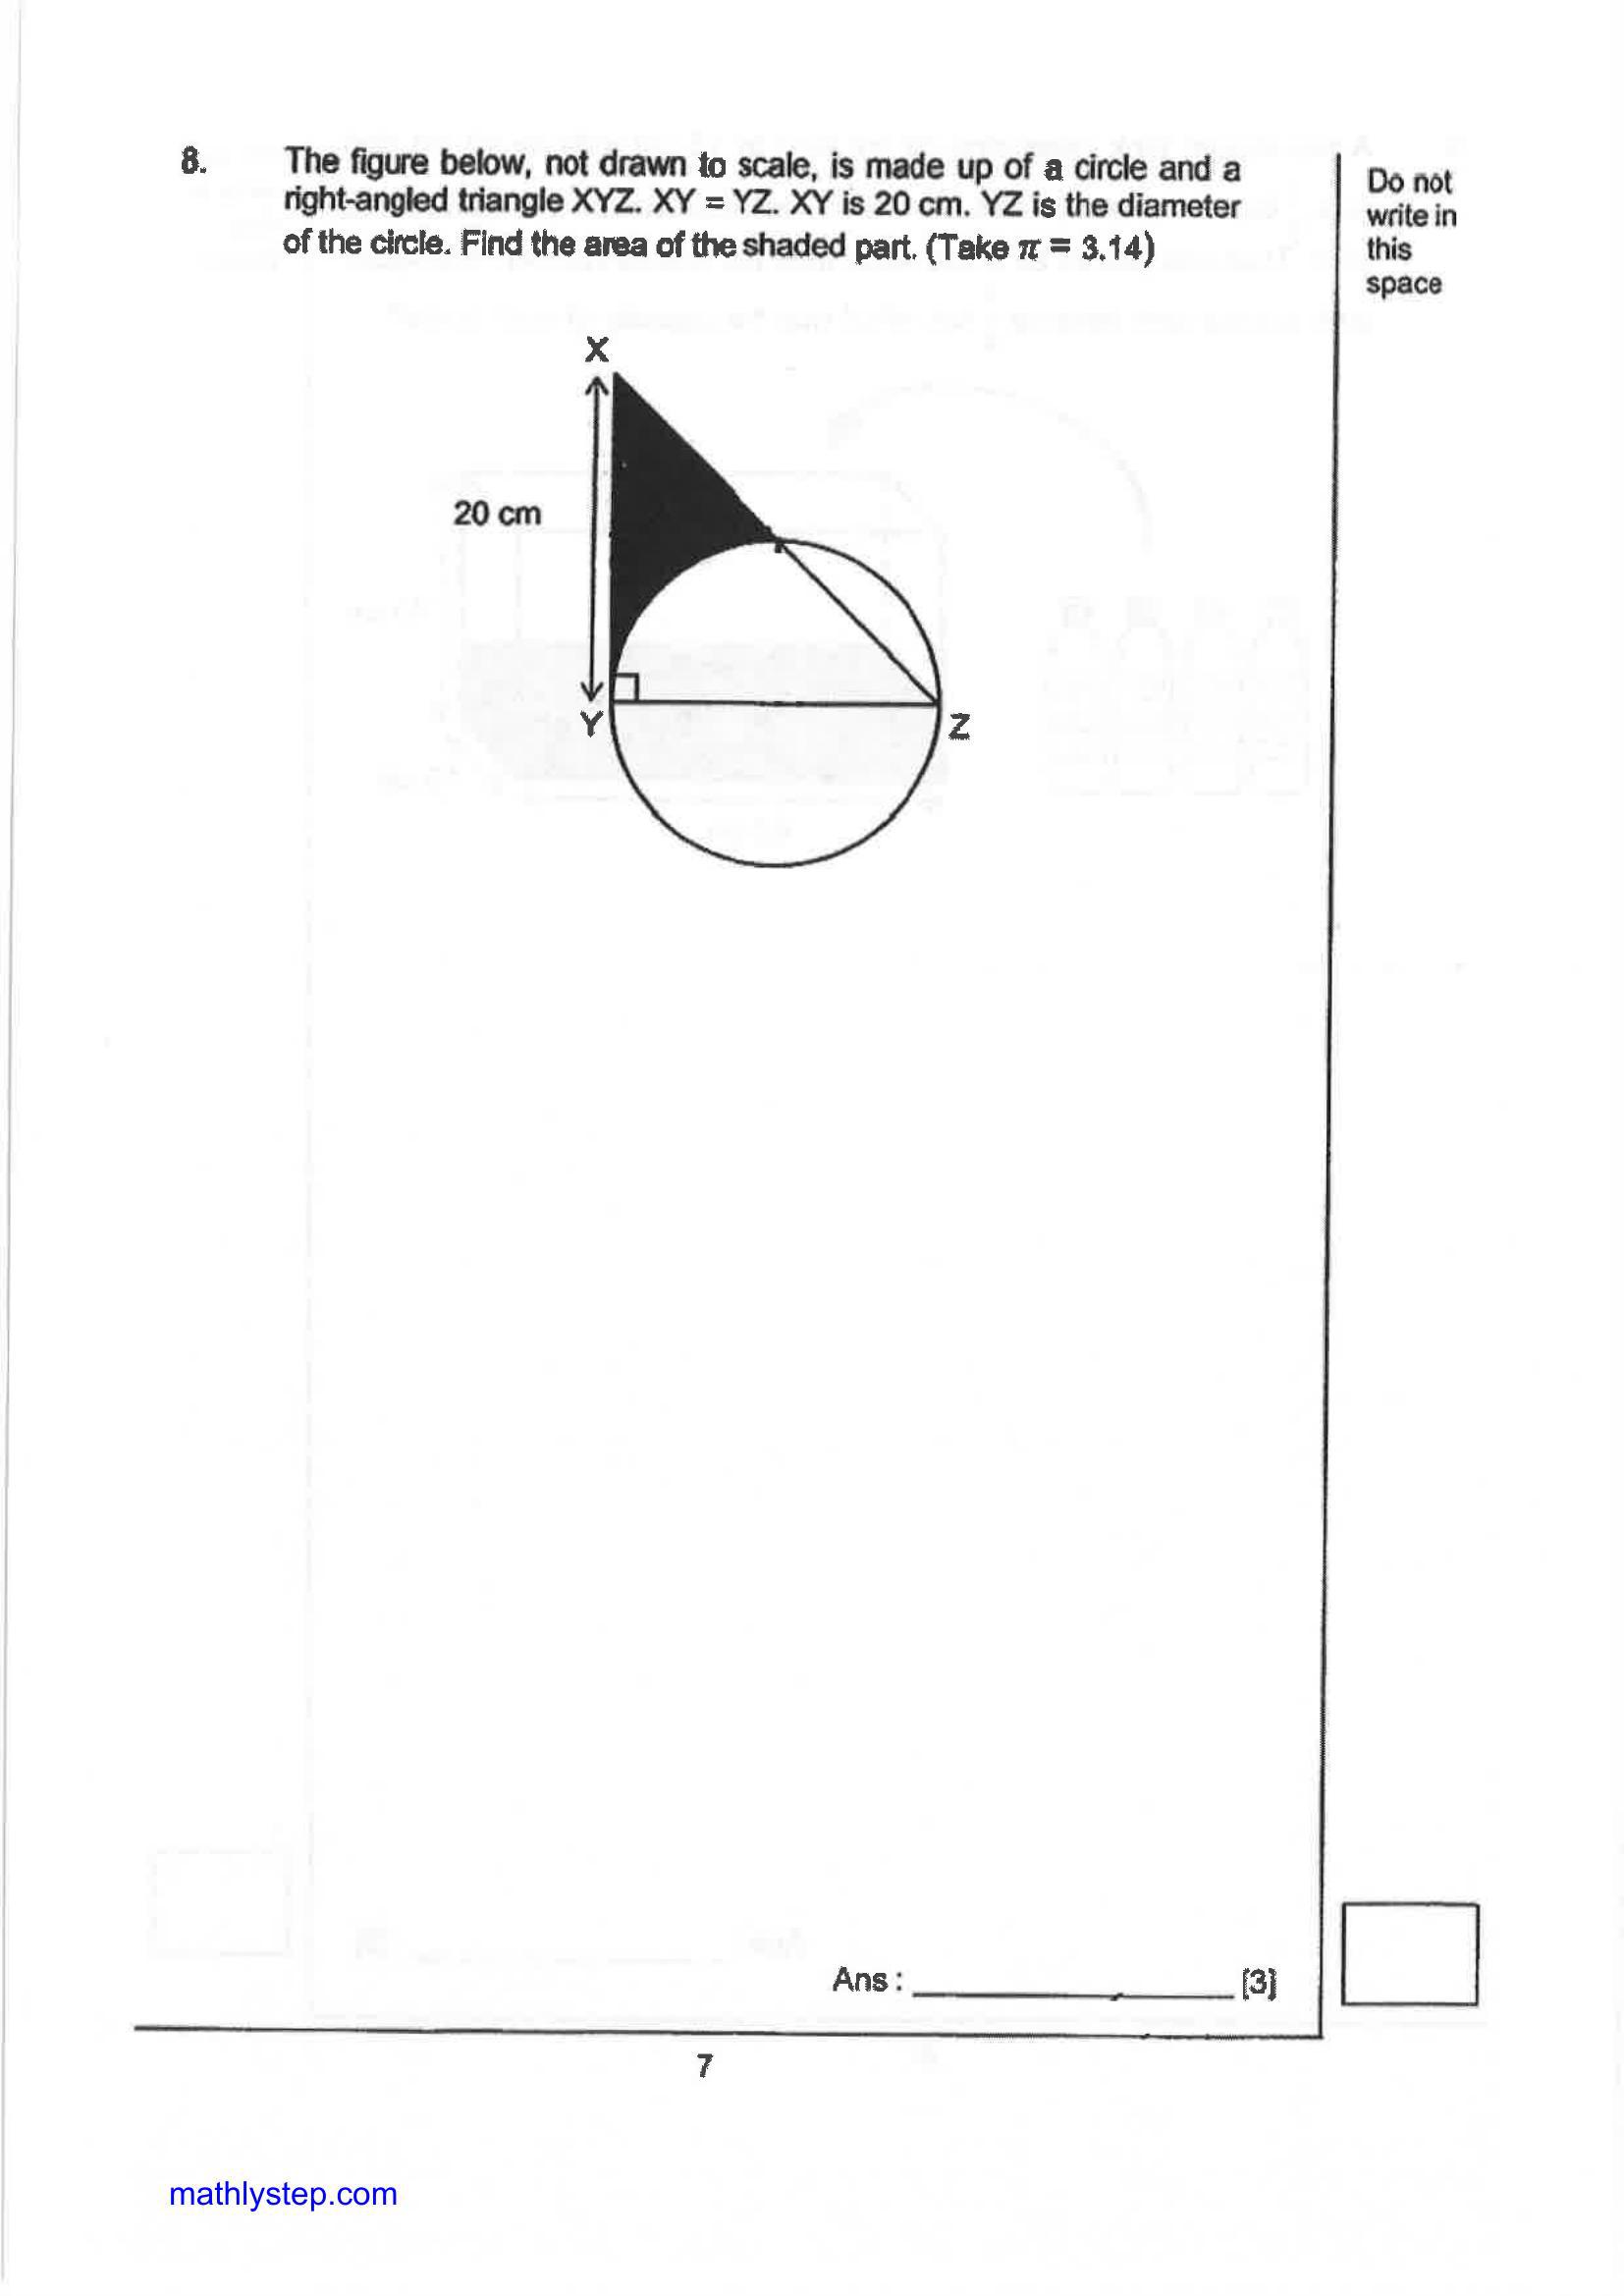 8.
The figure below, not drawn to scale, is made up of a circle and a
right-angled triangle XYZ. XY = YZ. XY is 20 cm. YZ is the diameter
of the circle. Find the area of the shaded part. (Take π = 3.14)
Do not
write in
this
space
X
20 cm
Y
Z
Ans : [3]
7
mathlystep.com